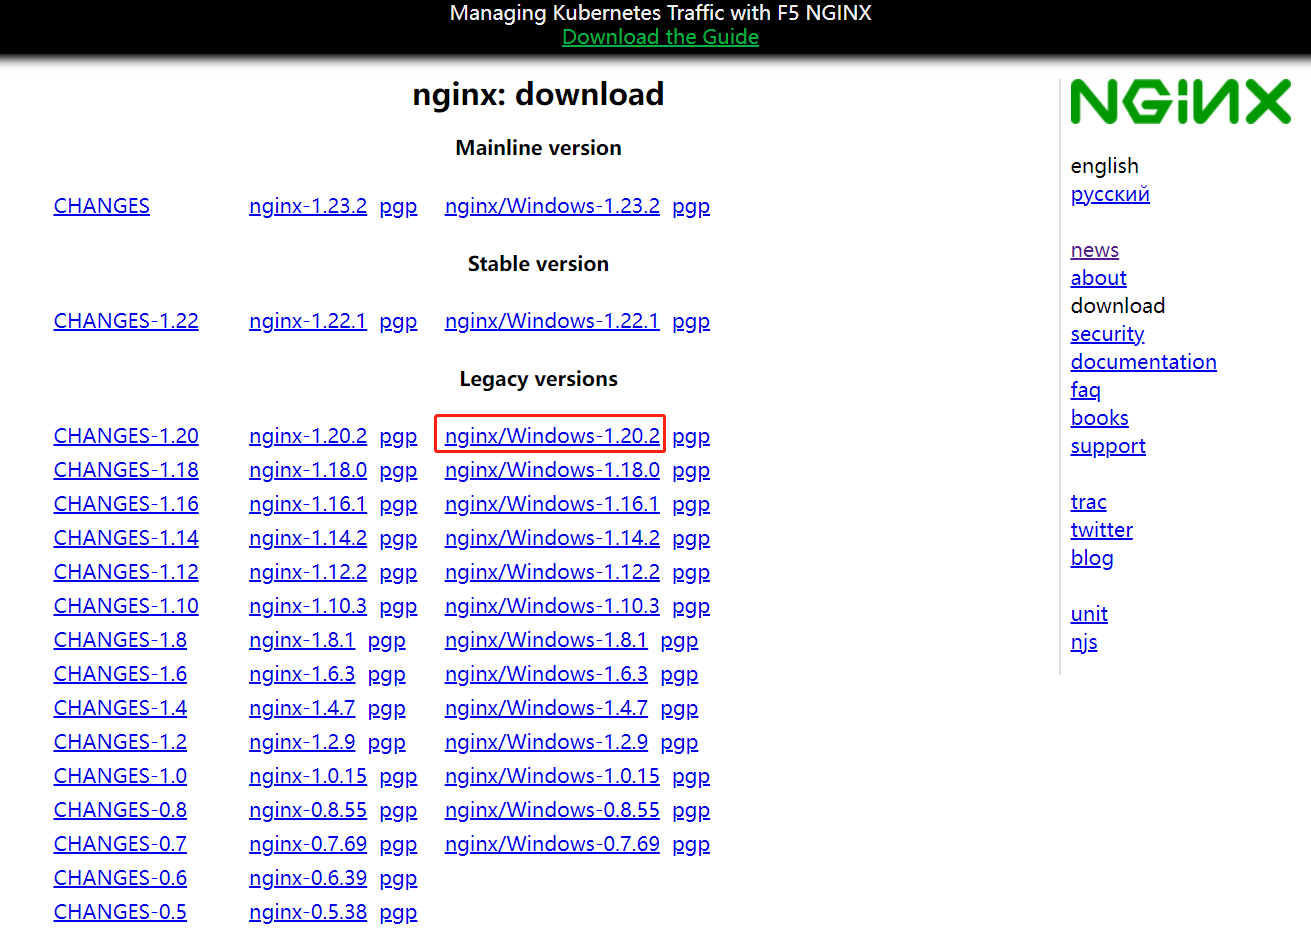 Managing Kubernetes Traffic with F5 NGINX
Download the Guide
nginx: download
Mainline version
CHANGES nginx-1.23.2 pgp nginx/Windows-1.23.2 pgp
Stable version
CHANGES-1.22 nginx-1.22.1 pgp nginx/Windows-1.22.1 pgp
Legacy versions
CHANGES-1.20 nginx-1.20.2 pgp nginx/Windows-1.20.2 pgp
CHANGES-1.18 nginx-1.18.0 pgp nginx/Windows-1.18.0 pgp
CHANGES-1.16 nginx-1.16.1 pgp nginx/Windows-1.16.1 pgp
CHANGES-1.14 nginx-1.14.2 pgp nginx/Windows-1.14.2 pgp
CHANGES-1.12 nginx-1.12.2 pgp nginx/Windows-1.12.2 pgp
CHANGES-1.10 nginx-1.10.3 pgp nginx/Windows-1.10.3 pgp
CHANGES-1.8 nginx-1.8.1 pgp nginx/Windows-1.8.1 pgp
CHANGES-1.6 nginx-1.6.3 pgp nginx/Windows-1.6.3 pgp
CHANGES-1.4 nginx-1.4.7 pgp nginx/Windows-1.4.7 pgp
CHANGES-1.2 nginx-1.2.9 pgp nginx/Windows-1.2.9 pgp
CHANGES-1.0 nginx-1.0.15 pgp nginx/Windows-1.0.15 pgp
CHANGES-0.8 nginx-0.8.55 pgp nginx/Windows-0.8.55 pgp
CHANGES-0.7 nginx-0.7.69 pgp nginx/Windows-0.7.69 pgp
CHANGES-0.6 nginx-0.6.39 pgp
CHANGES-0.5 nginx-0.5.38 pgp
NGiNX
english
русский
news
about
download
security
documentation
faq
books
support
trac
twitter
blog
unit
njs